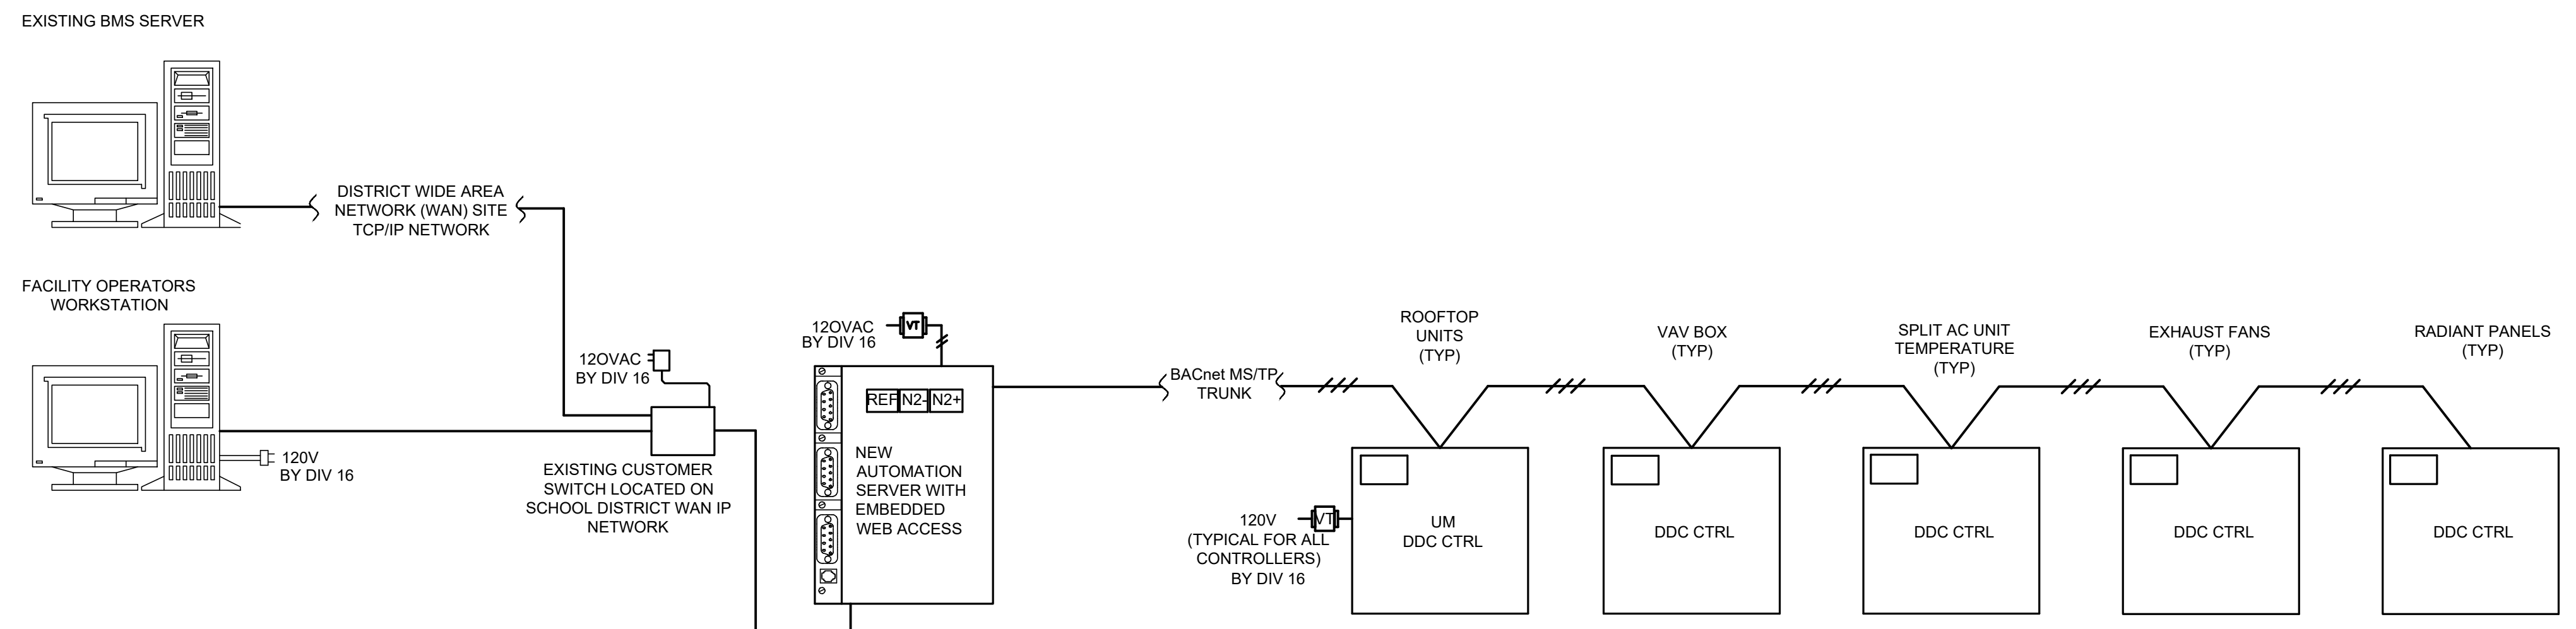 EXISTING BMS SERVER
DISTRICT WIDE AREA
NETWORK (WAN) SITE
TCP/IP NETWORK
FACILITY OPERATORS
WORKSTATION
120V
BY DIV 16
12OVAC
BY DIV 16
EXISTING CUSTOMER
SWITCH LOCATED ON
SCHOOL DISTRICT WAN IP
NETWORK
12OVAC
BY DIV 16
VT
REF N2- N2+
NEW
AUTOMATION
SERVER WITH
EMBEDDED
WEB ACCESS
BACnet MS/TP
TRUNK
ROOFTOP
UNITS
(TYP)
VAV BOX
(TYP)
SPLIT AC UNIT
TEMPERATURE
(TYP)
EXHAUST FANS
(TYP)
RADIANT PANELS
(TYP)
120V
(TYPICAL FOR ALL
CONTROLLERS)
BY DIV 16
VT
UM
DDC CTRL
DDC CTRL
DDC CTRL
DDC CTRL
DDC CTRL